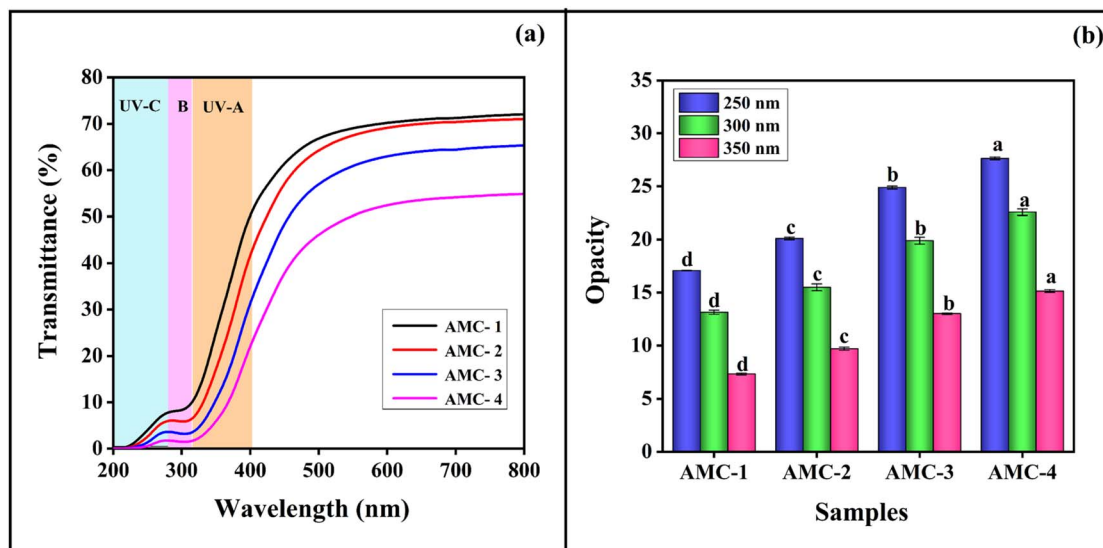 (a)
80
70
60
50
40
30
20
10
0
Transmittance (%)
UV-C B UV-A
AMC- 1
AMC- 2
AMC- 3
AMC- 4
200 300 400 500 600 700 800
Wavelength (nm)
(b)
35
30
25
20
15
10
5
0
Opacity
250 nm
300 nm
350 nm
d d d
c c c
b b b
a a a
AMC-1 AMC-2 AMC-3 AMC-4
Samples